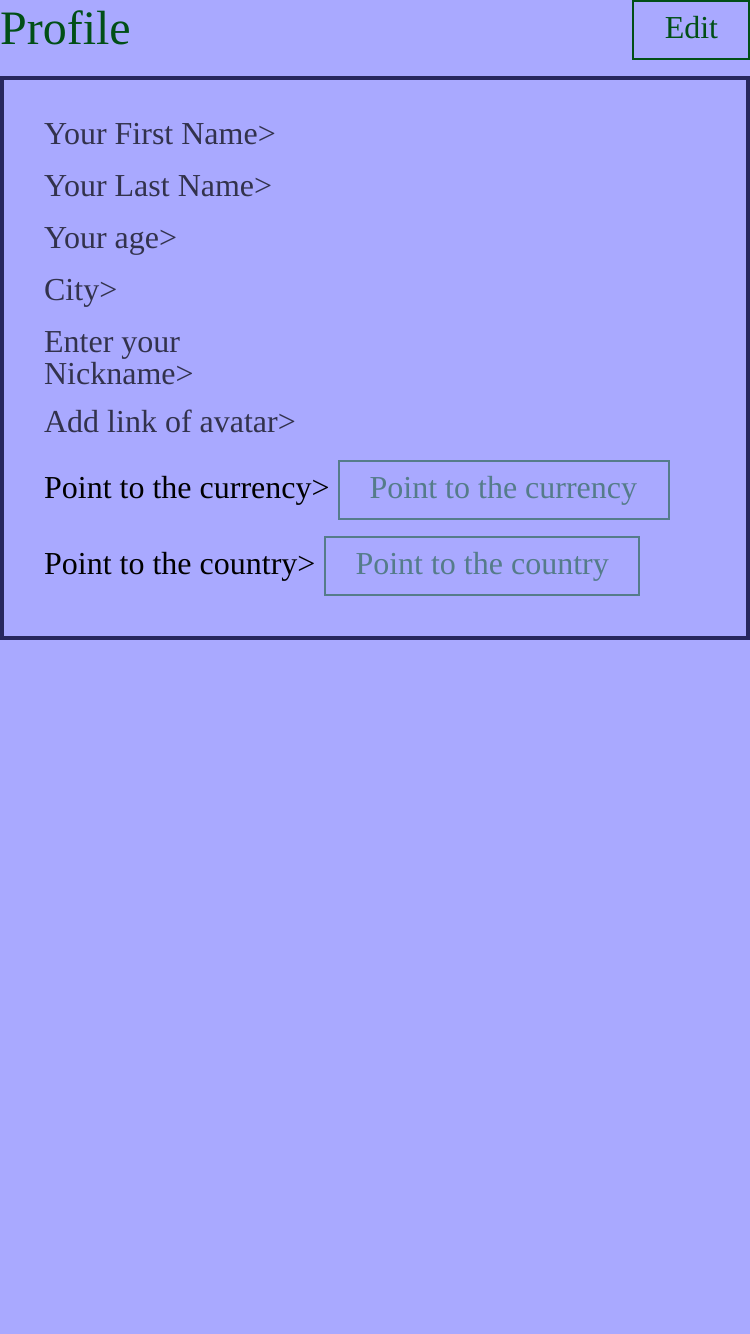 Profile
Edit
Your First Name>
Your Last Name>
Your age>
City>
Enter your
Nickname>
Add link of avatar>
Point to the currency> Point to the currency
Point to the country> Point to the country